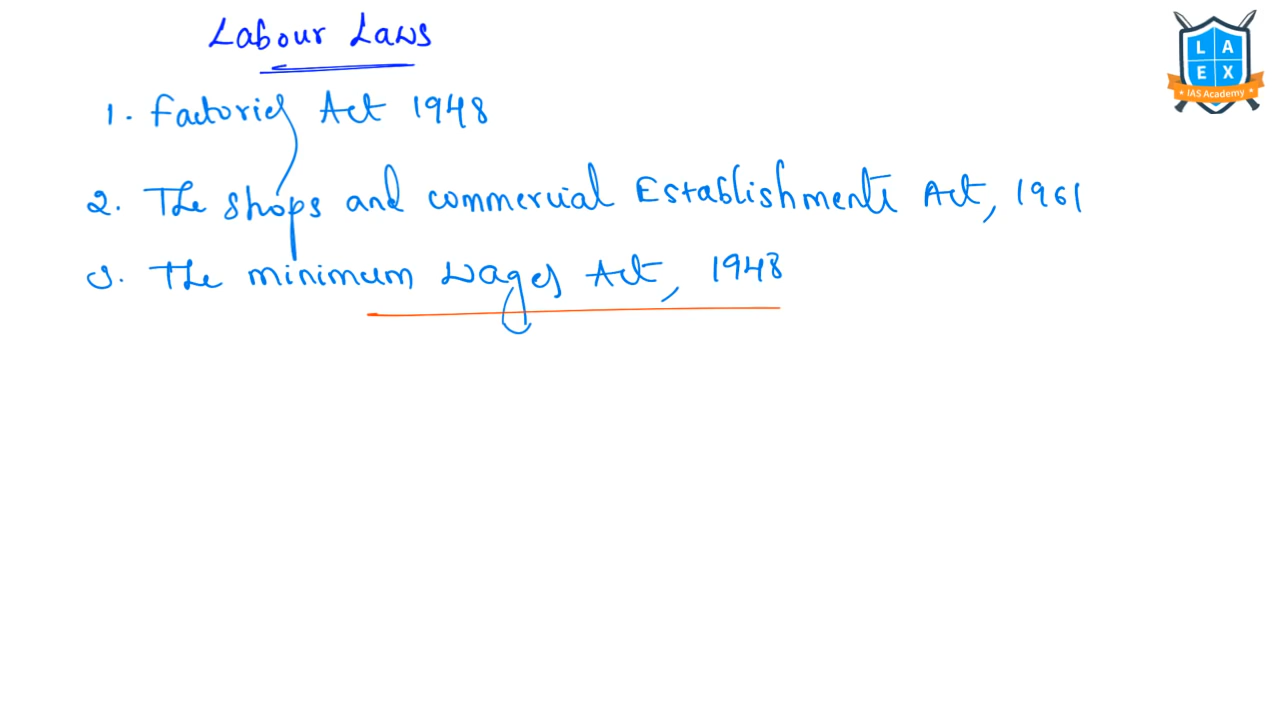 Labour Laws
L A
E X
IAS Academy
1. Factories Act 1948
2. The shops and commercial Establishments Act, 1961
3. The minimum wages Act, 1948